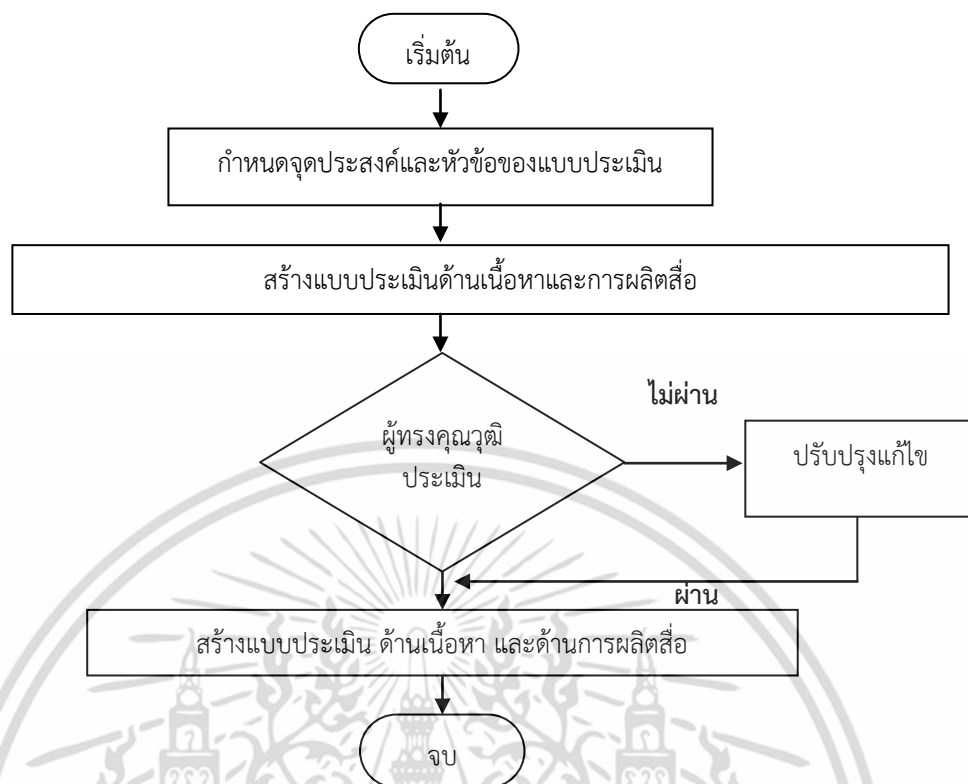 เริ่มต้น
กำหนดจุดประสงค์และหัวข้อของแบบประเมิน
สร้างแบบประเมินด้านเนื้อหาและการผลิตสื่อ
ผู้ทรงคุณวุฒิ
ประเมิน
ไม่ผ่าน
ปรับปรุงแก้ไข
ผ่าน
สร้างแบบประเมิน ด้านเนื้อหา และด้านการผลิตสื่อ
จบ